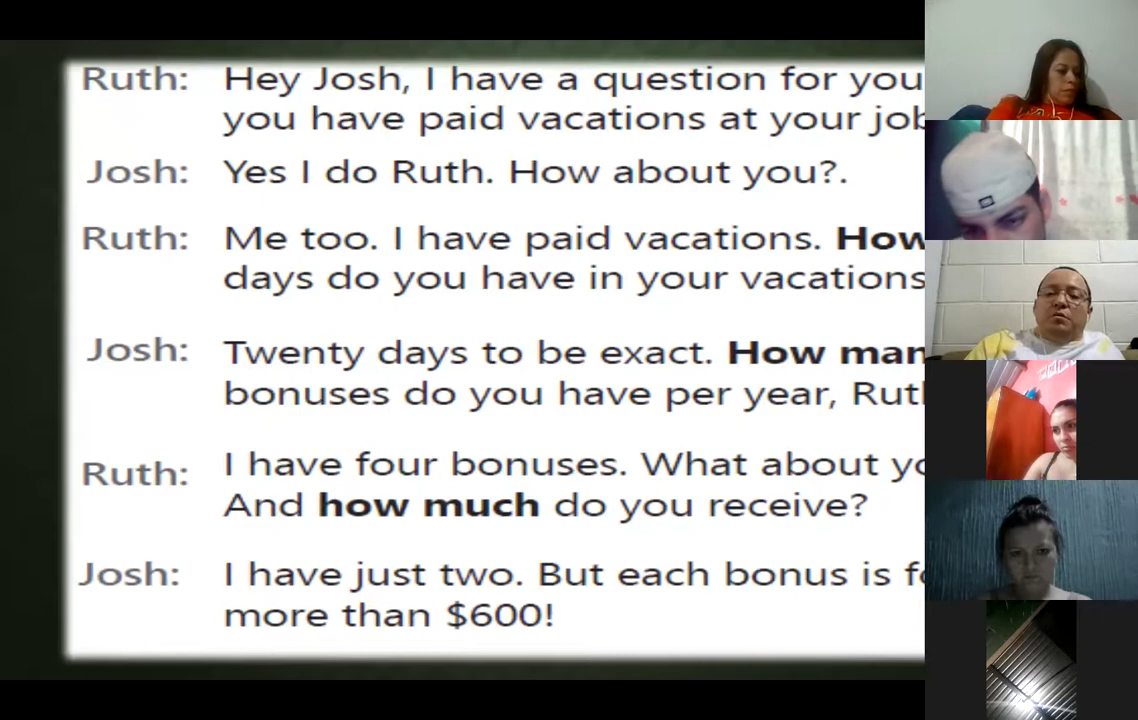 Ruth: Hey Josh, I have a question for you
you have paid vacations at your job
Josh: Yes I do Ruth. How about you?.
Ruth: Me too. I have paid vacations. How
days do you have in your vacations
Josh: Twenty days to be exact. How man
bonuses do you have per year, Rut
Ruth: I have four bonuses. What about yo
And how much do you receive?
Josh: I have just two. But each bonus is fo
more than $600!